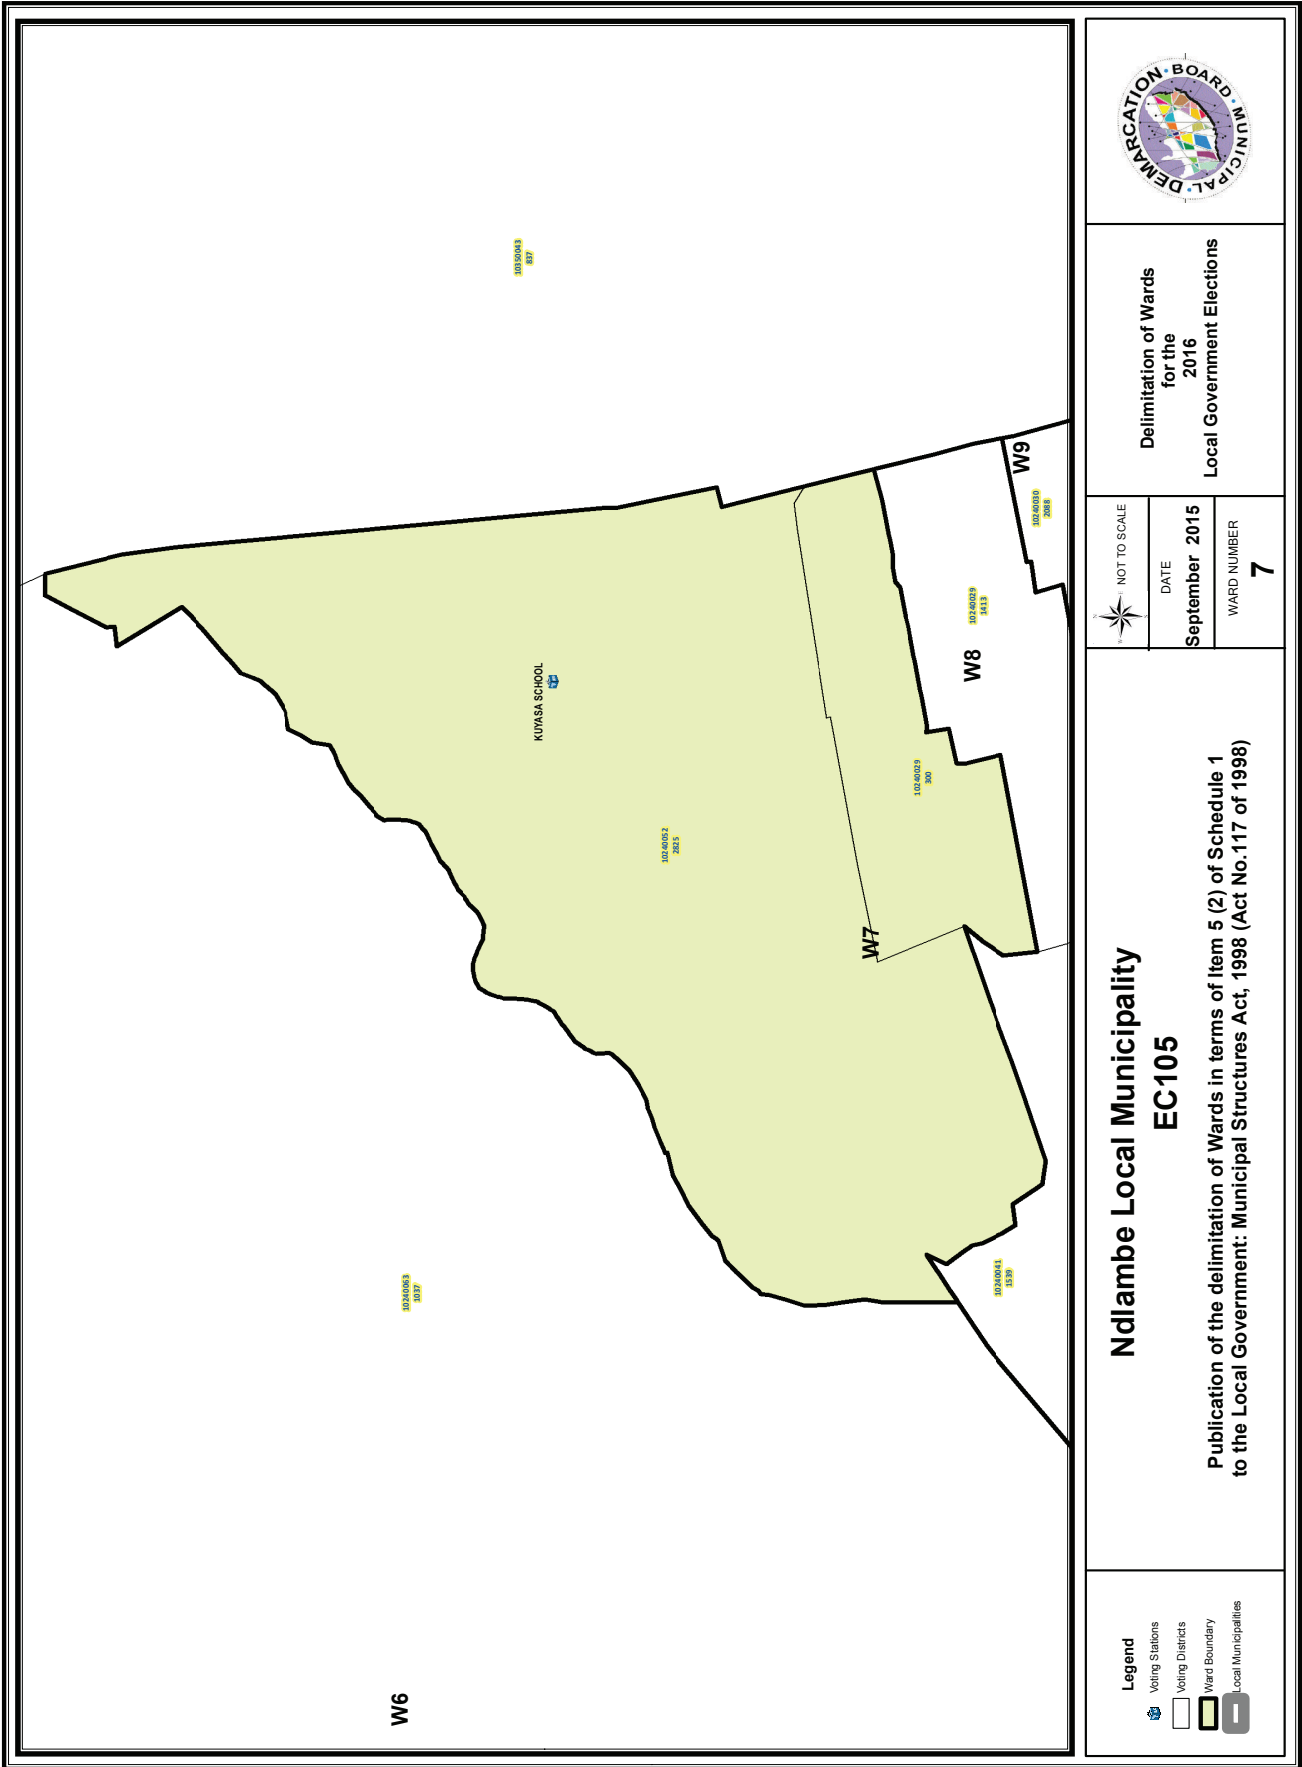 W6
10240063
1037
10350043
837
KUYASA SCHOOL
10240052
2825
W7
10240029
300
W8
10240029
1413
W9
10240030
2088
10240041
1539
Legend
Voting Stations
Voting Districts
Ward Boundary
Local Municipalities
Ndlambe Local Municipality
EC105
Publication of the delimitation of Wards in terms of Item 5 (2) of Schedule 1
to the Local Government: Municipal Structures Act, 1998 (Act No.117 of 1998)
NOT TO SCALE
DATE
September 2015
WARD NUMBER
7
Delimitation of Wards
for the
2016
Local Government Elections
MUNICIPAL DEMARCATION BOARD